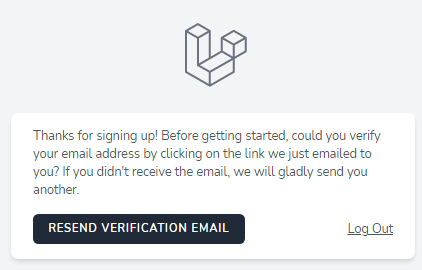 Thanks for signing up! Before getting started, could you verify
your email address by clicking on the link we just emailed to
you? If you didn't receive the email, we will gladly send you
another.
RESEND VERIFICATION EMAIL
Log Out